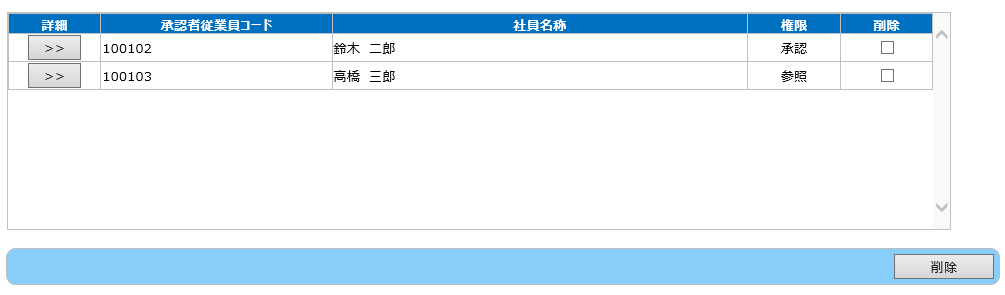 詳細 承認者従業員コード 社員名称 権限 削除
>> 100102 鈴木　二郎 承認
>> 100103 高橋　三郎 参照
削除